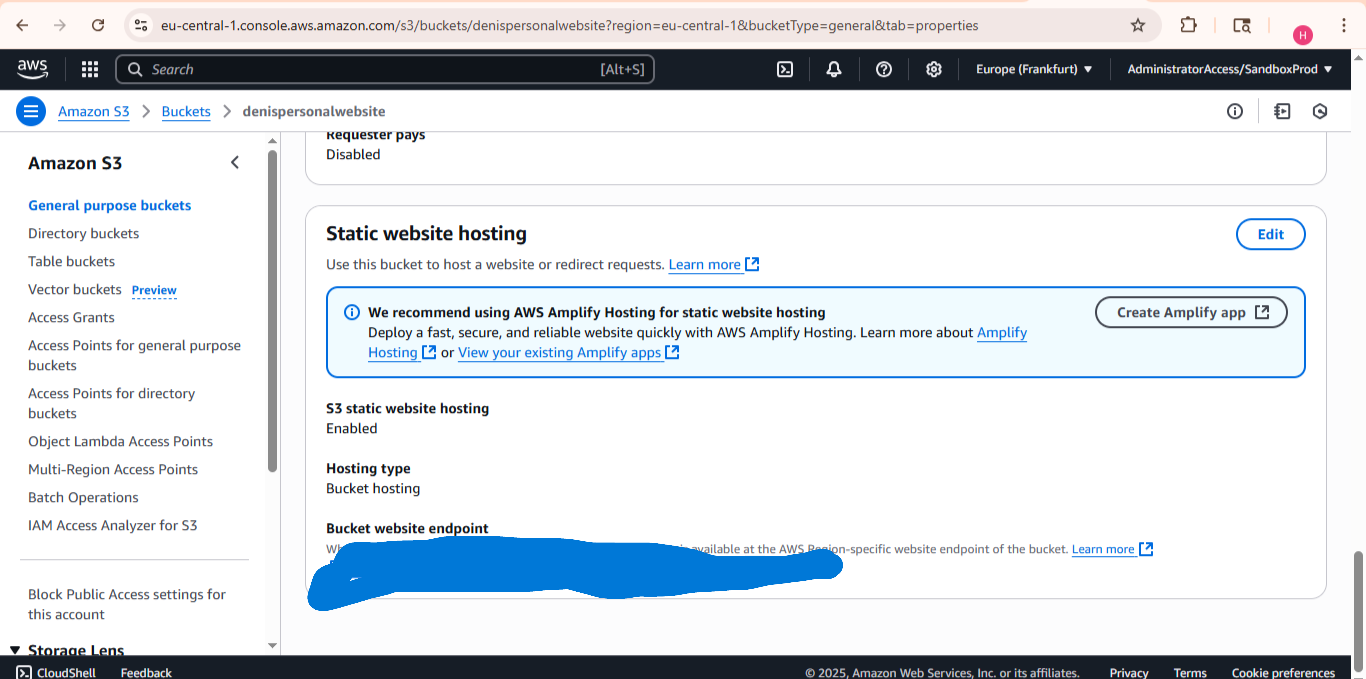 eu-central-1.console.aws.amazon.com/s3/buckets/denispersonalwebsite?region=eu-central-1&bucketType=general&tab=properties
H
aws
Search
[Alt+S]
Europe (Frankfurt)
AdministratorAccess/SandboxProd
Amazon S3
Buckets
denispersonalwebsite
Amazon S3
General purpose buckets
Directory buckets
Table buckets
Vector buckets Preview
Access Grants
Access Points for general purpose
buckets
Access Points for directory
buckets
Object Lambda Access Points
Multi-Region Access Points
Batch Operations
IAM Access Analyzer for S3
Block Public Access settings for
this account
Storage Lens
Requester pays
Disabled
Static website hosting
Edit
Use this bucket to host a website or redirect requests. Learn more
We recommend using AWS Amplify Hosting for static website hosting
Deploy a fast, secure, and reliable website quickly with AWS Amplify Hosting. Learn more about Amplify
Hosting or View your existing Amplify apps
Create Amplify app
S3 static website hosting
Enabled
Hosting type
Bucket hosting
Bucket website endpoint
available at the AWS Region-specific website endpoint of the bucket. Learn more
CloudShell
Feedback
© 2025, Amazon Web Services, Inc. or its affiliates.
Privacy
Terms
Cookie preferences